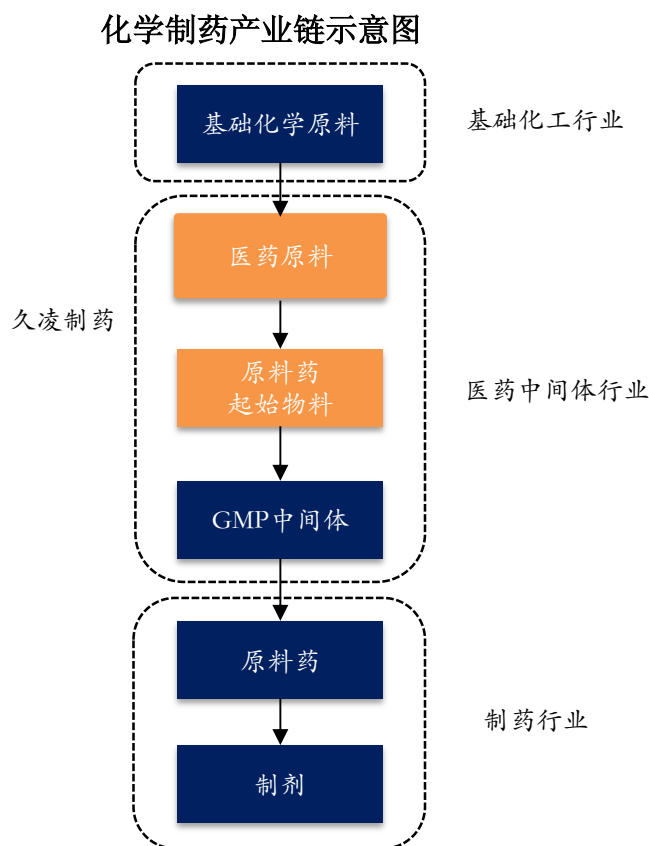 化学制药产业链示意图
基础化学原料
基础化工行业
医药原料
久凌制药
原料药
起始物料
医药中间体行业
GMP中间体
原料药
制药行业
制剂